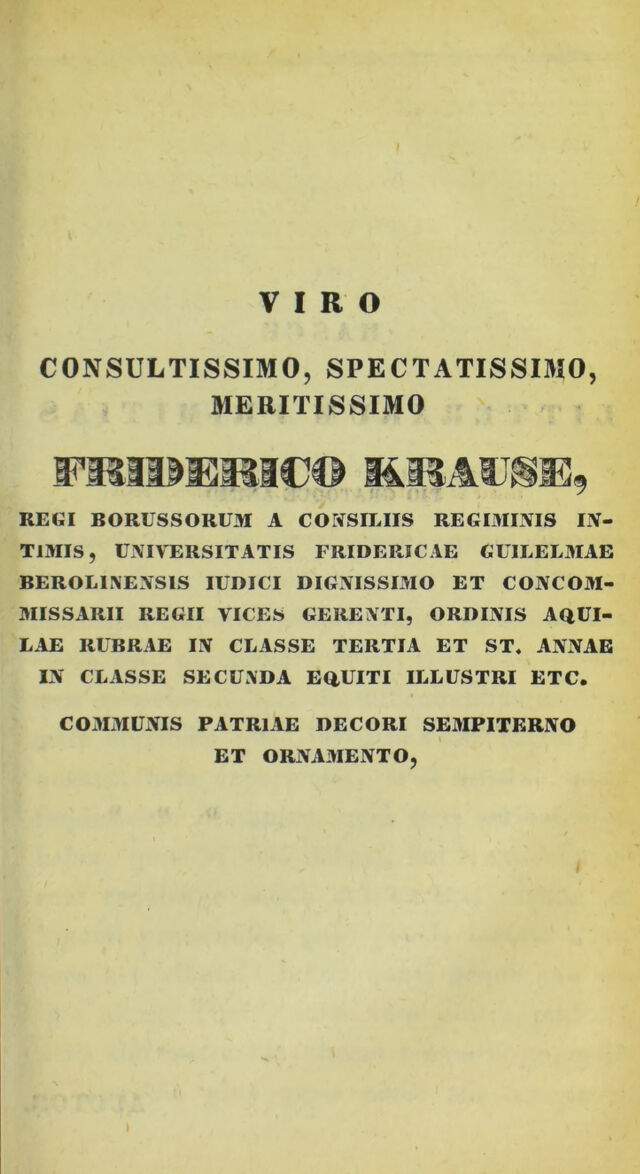 VIRO
CONSULTISSIMO, SPECTATISSIMO,
MERITISSIMO
FRIDERICO KRAUSE,
REGI BORUSSORUM A CONSILIIS REGIMINIS IN-
TIMIS, UNIVERSITATIS FRIDERICAE GUILELMAE
BEROLINENSIS IUDICI DIGNISSIMO ET CONCOM-
MISSARII REGII VICES GERENTI, ORDINIS AQUI-
LAE RUBRAE IN CLASSE TERTIA ET ST. ANNAE
IN CLASSE SECUNDA EQUITI ILLUSTRI ETC.
COMMUNIS PATRIAE DECORI SEMPITERNO
ET ORNAMENTO,